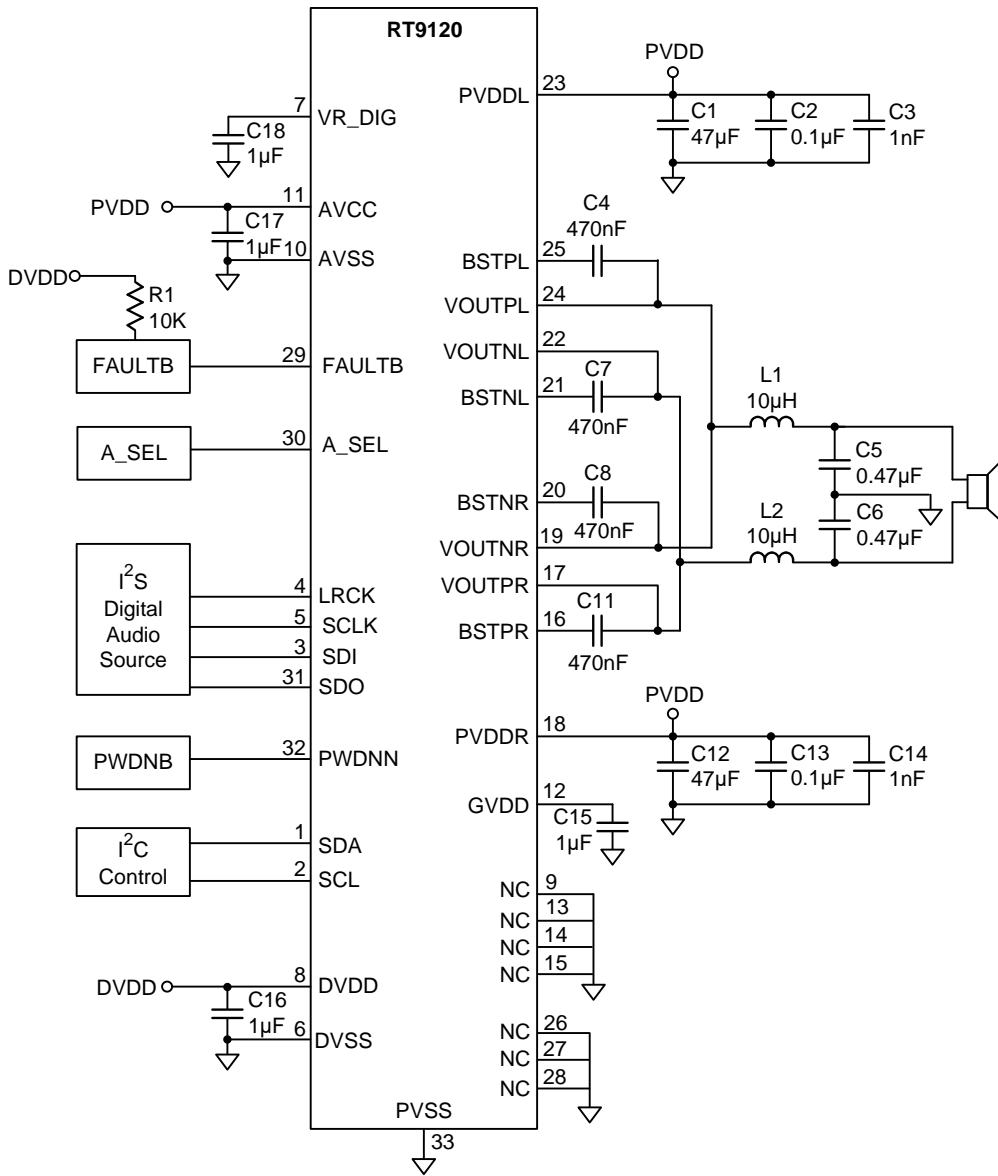 RT9120
PVDD
23
PVDDL
C1
47µF
C2
0.1µF
C3
1nF
7
VR_DIG
C18
1µF
PVDD
11
AVCC
C17
1µF
10
AVSS
C4
470nF
25
BSTPL
24
VOUTPL
22
VOUTNL
21
BSTNL
C7
470nF
DVDD
R1
10K
FAULTB
29
FAULTB
A_SEL
30
A_SEL
L1
10µH
C5
0.47µF
C6
0.47µF
L2
10µH
C8
470nF
20
BSTNR
19
VOUTNR
17
VOUTPR
16
BSTPR
C11
470nF
I2S
Digital
Audio
Source
4
LRCK
5
SCLK
3
SDI
31
SDO
PVDD
18
PVDDR
C12
47µF
C13
0.1µF
C14
1nF
PWDNB
32
PWDNN
12
GVDD
C15
1µF
I2C
Control
1
SDA
2
SCL
9
NC
13
NC
14
NC
15
NC
DVDD
8
DVDD
C16
1µF
6
DVSS
26
NC
27
NC
28
NC
PVSS
33